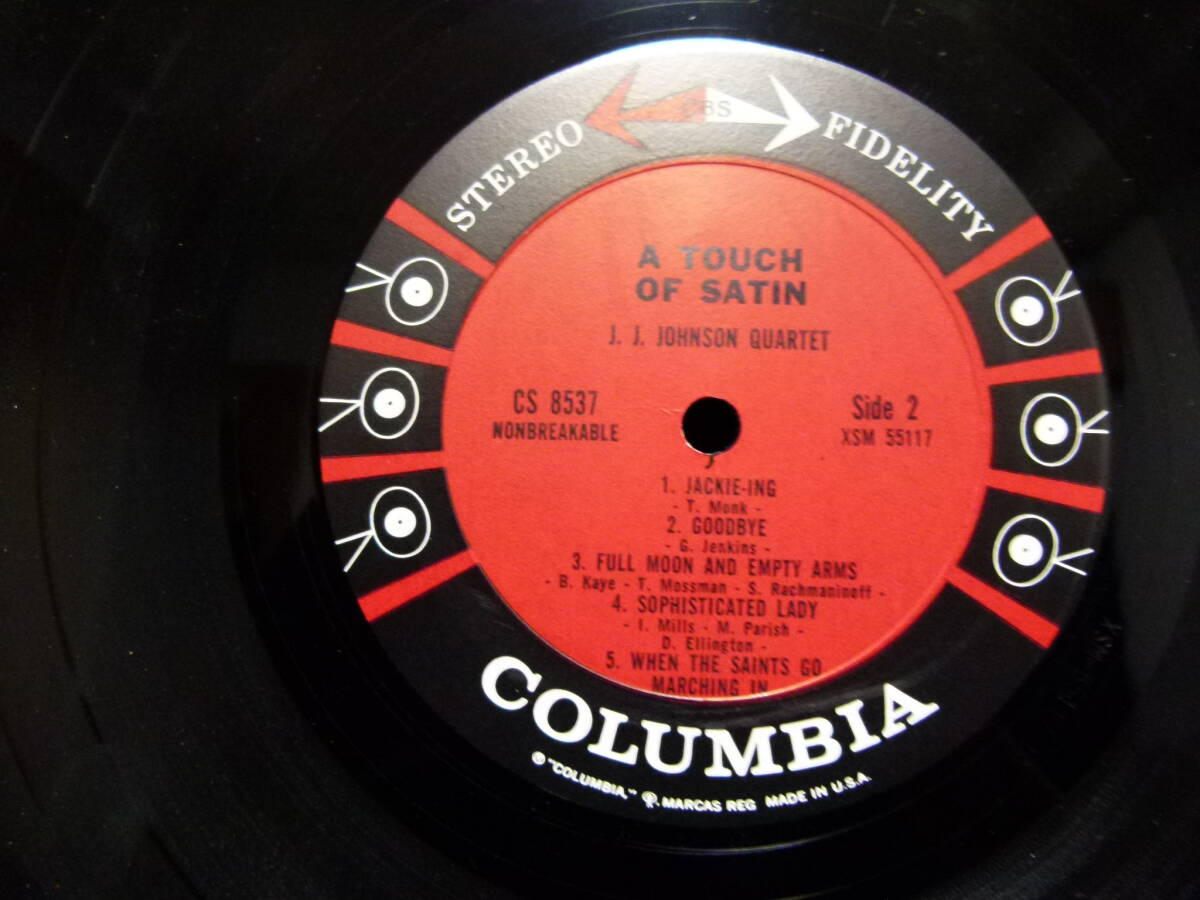 STEREO CBS FIDELITY
A TOUCH
OF SATIN
J. J. JOHNSON QUARTET
CS 8537
NONBREAKABLE
Side 2
XSM 55117
1. JACKIE-ING
- T. Monk -
2. GOODBYE
- G. Jenkins -
3. FULL MOON AND EMPTY ARMS
- B. Kaye - T. Mossman - S. Rachmaninoff -
4. SOPHISTICATED LADY
- I. Mills - M. Parish -
D. Ellington -
5. WHEN THE SAINTS GO
MARCHING IN
COLUMBIA
® "COLUMBIA," MARCAS REG MADE IN U.S.A.